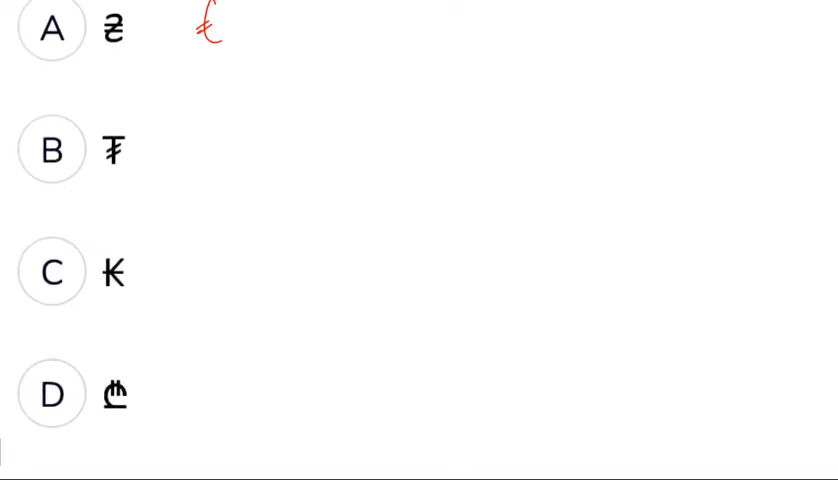 A ₴ €
B ₮
C ₭
D ₾